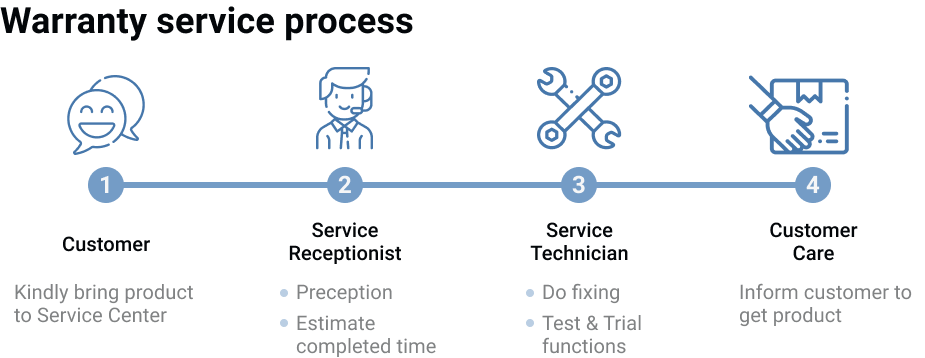 Warranty service process
1
2
3
4
Customer
Kindly bring product
to Service Center
Service
Receptionist
Preception
Estimate
completed time
Service
Technician
Do fixing
Test & Trial
functions
Customer
Care
Inform customer to
get product